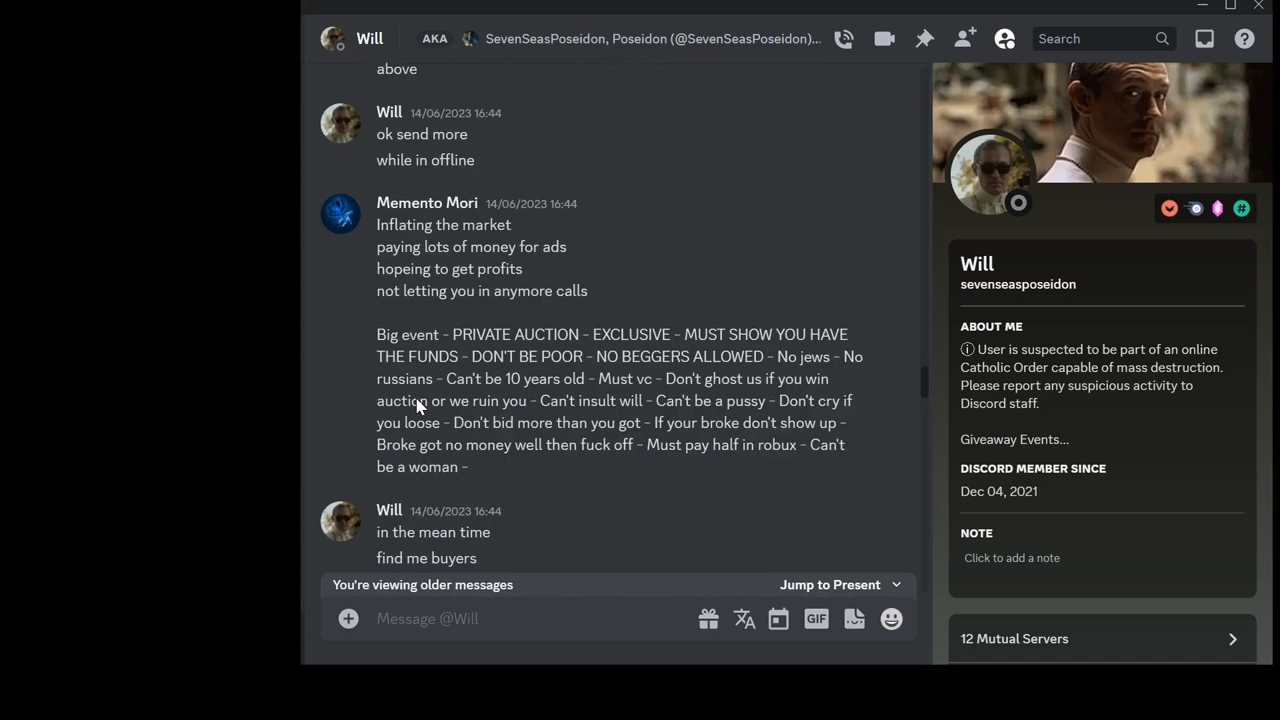 Will
AKA
SevenSeasPoseidon, Poseidon (@SevenSeasPoseidon)...
Search
above
Will 14/06/2023 16:44
ok send more
while in offline
Memento Mori 14/06/2023 16:44
Inflating the market
paying lots of money for ads
hopeing to get profits
not letting you in anymore calls
Big event - PRIVATE AUCTION - EXCLUSIVE - MUST SHOW YOU HAVE
THE FUNDS - DON'T BE POOR - NO BEGGERS ALLOWED - No jews - No
russians - Can't be 10 years old - Must vc - Don't ghost us if you win
auction or we ruin you - Can't insult will - Can't be a pussy - Don't cry if
you loose - Don't bid more than you got - If your broke don't show up -
Broke got no money well then fuck off - Must pay half in robux - Can't
be a woman -
Will 14/06/2023 16:44
in the mean time
find me buyers
You're viewing older messages
Jump to Present
Message @Will
GIF
Will
sevenseasposeidon
ABOUT ME
User is suspected to be part of an online
Catholic Order capable of mass destruction.
Please report any suspicious activity to
Discord staff.
Giveaway Events...
DISCORD MEMBER SINCE
Dec 04, 2021
NOTE
Click to add a note
12 Mutual Servers